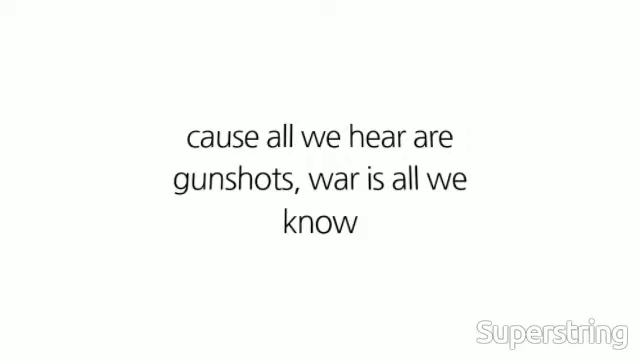 cause all we hear are
gunshots, war is all we
know
Superstring